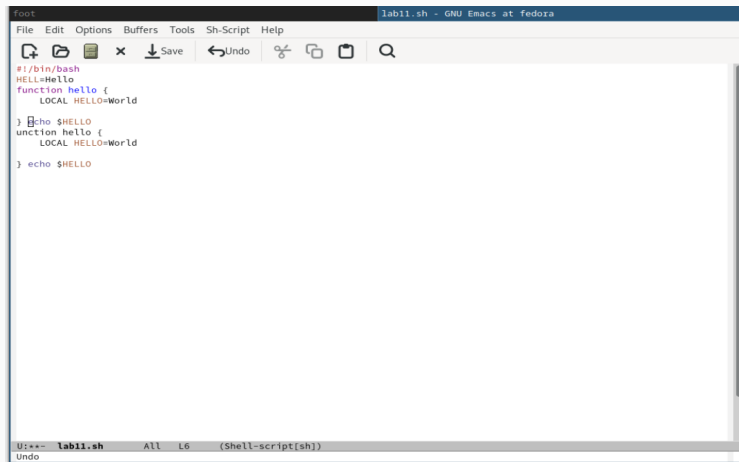 foot lab11.sh - GNU Emacs at fedora
File Edit Options Buffers Tools Sh-Script Help
Save Undo
#!/bin/bash
HELL=Hello
function hello {
    LOCAL HELLO=World
} echo $HELLO
unction hello {
    LOCAL HELLO=World
} echo $HELLO
U:**- lab11.sh All L6 (Shell-script[sh])
Undo